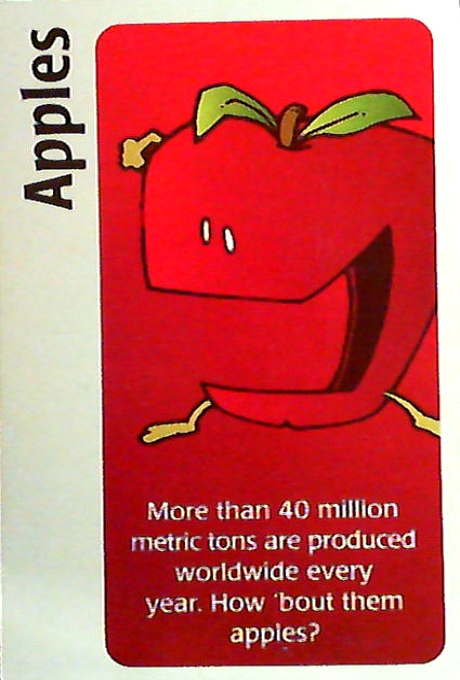 Apples
More than 40 million
metric tons are produced
worldwide every
year. How 'bout them
apples?